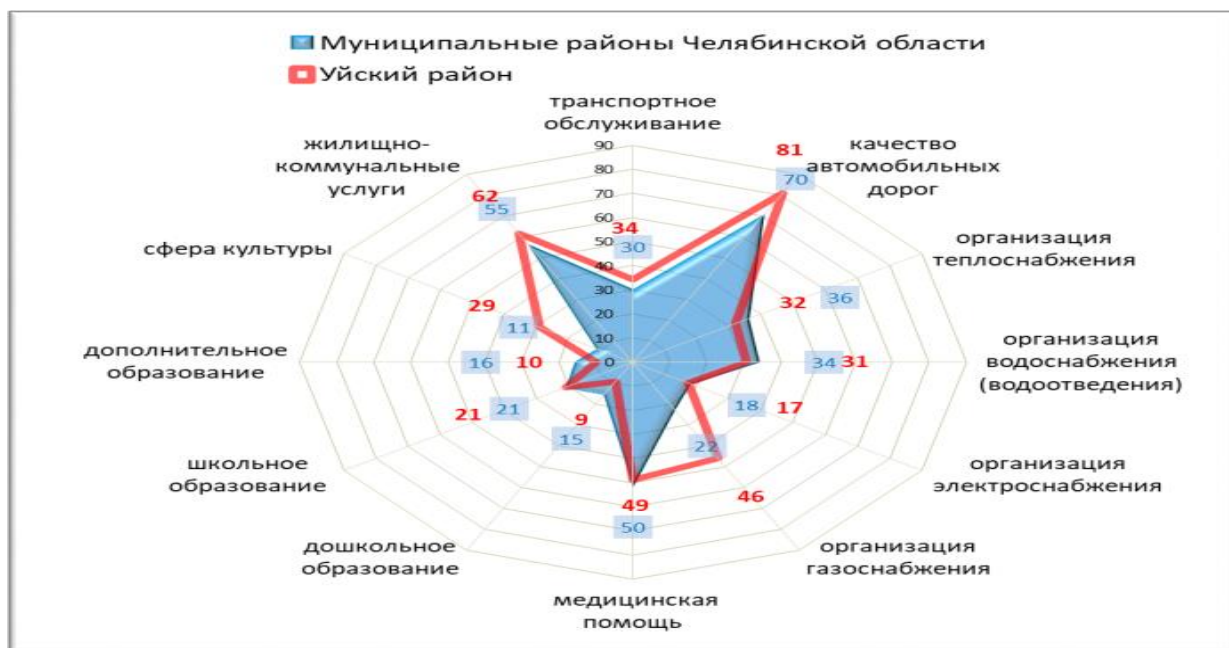 Муниципальные районы Челябинской области
Уйский район
транспортное
обслуживание
качество
автомобильных
дорог
организация
теплоснабжения
организация
водоснабжения
(водоотведения)
организация
электроснабжения
организация
газоснабжения
медицинская
помощь
дошкольное
образование
школьное
образование
дополнительное
образование
сфера культуры
жилищно-
коммунальные
услуги
90
80
70
60
50
40
30
20
10
0
34
30
81
70
32
36
34
31
18
17
22
46
49
50
9
15
21
21
16
10
29
11
62
55